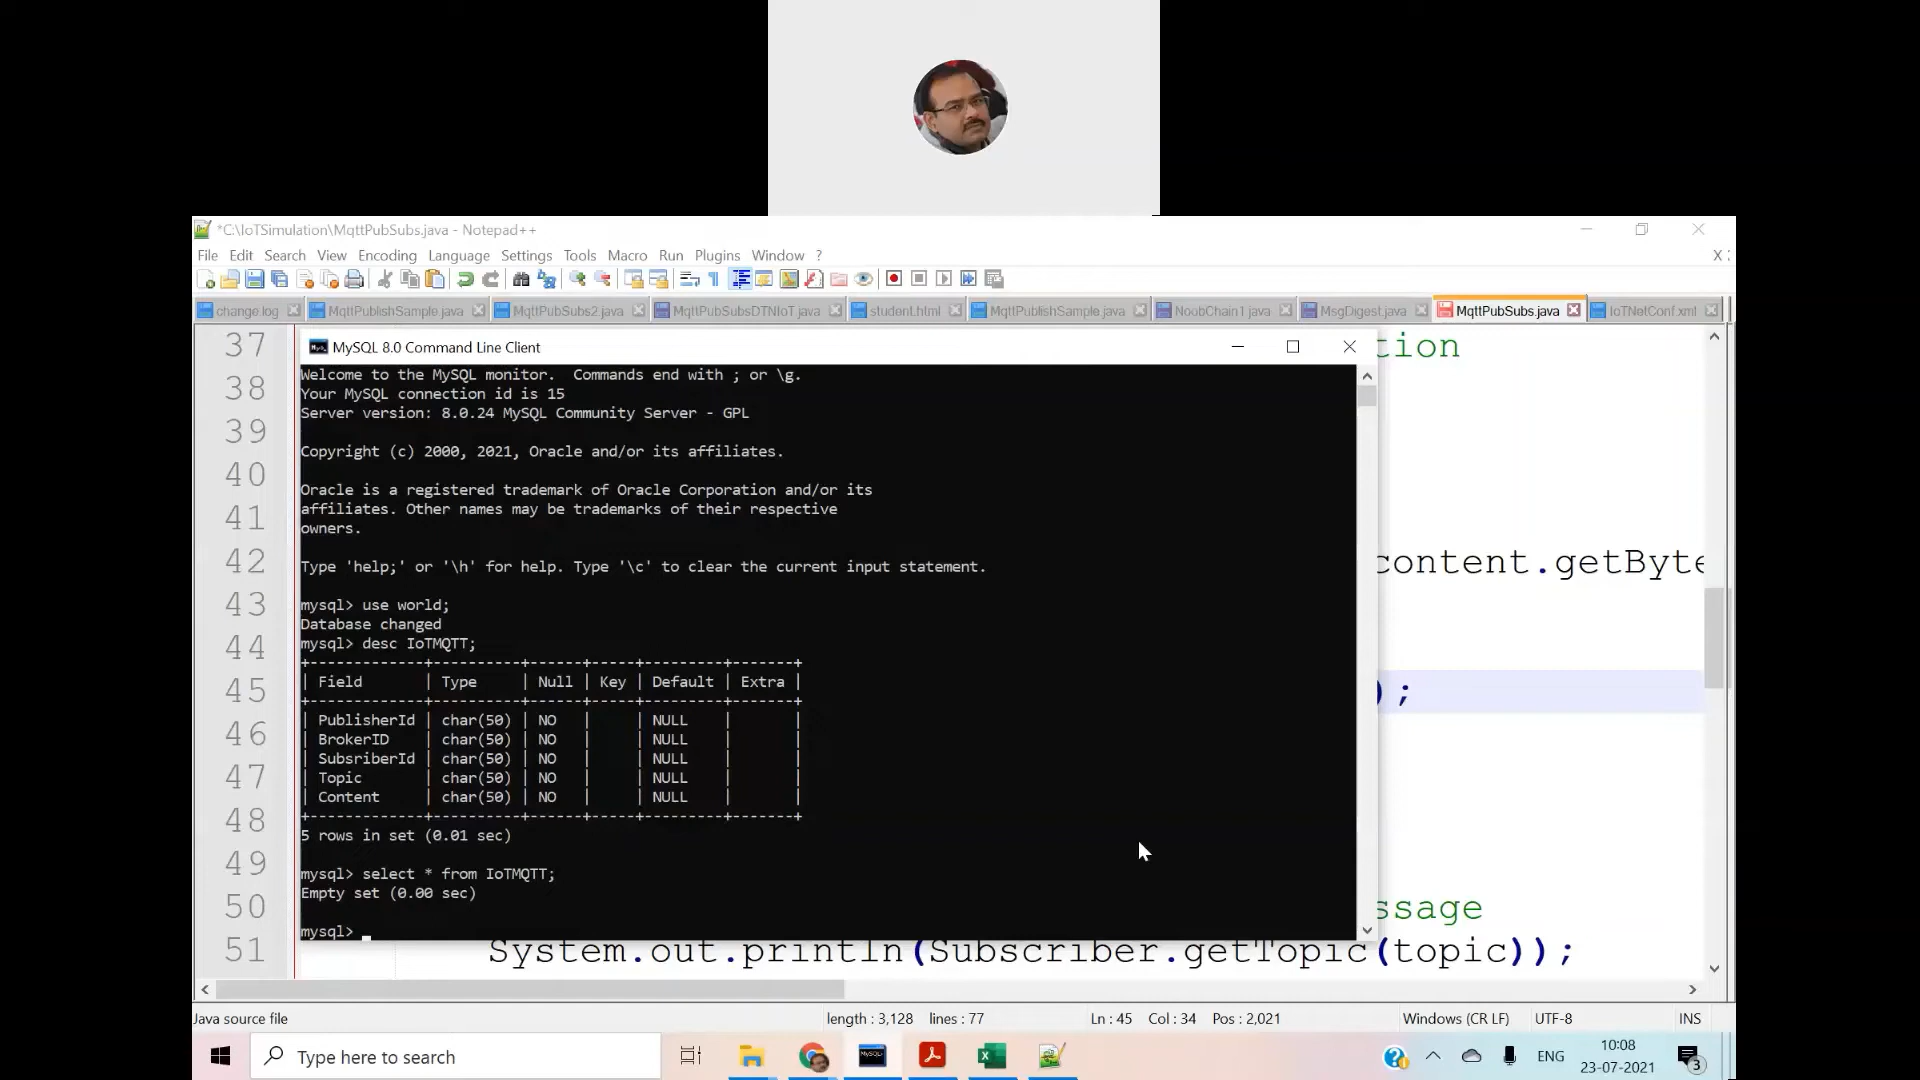 *C:\IoTSimulation\MqttPubSubs.java - Notepad++
File Edit Search View Encoding Language Settings Tools Macro Run Plugins Window ?
X
change.log MqttPublishSample.java MqttPubSubs2.java MqttPubSubsDTNIoT.java student.html MqttPublishSample.java NoobChain1.java MsgDigest.java MqttPubSubs.java IoTNetConf.xml
37
38
39
40
41
42
43
44
45
46
47
48
49
50
51
tion
content.getByte
);
ssage
System.out.println(Subscriber.getTopic(topic));
MySQL 8.0 Command Line Client
Welcome to the MySQL monitor. Commands end with ; or \g.
Your MySQL connection id is 15
Server version: 8.0.24 MySQL Community Server - GPL
Copyright (c) 2000, 2021, Oracle and/or its affiliates.
Oracle is a registered trademark of Oracle Corporation and/or its
affiliates. Other names may be trademarks of their respective
owners.
Type 'help;' or '\h' for help. Type '\c' to clear the current input statement.
mysql> use world;
Database changed
mysql> desc IoTMQTT;
+-------------+----------+------+-----+---------+-------+
| Field | Type | Null | Key | Default | Extra |
+-------------+----------+------+-----+---------+-------+
| PublisherId | char(50) | NO | | NULL | |
| BrokerID | char(50) | NO | | NULL | |
| SubsriberId | char(50) | NO | | NULL | |
| Topic | char(50) | NO | | NULL | |
| Content | char(50) | NO | | NULL | |
+-------------+----------+------+-----+---------+-------+
5 rows in set (0.01 sec)
mysql> select * from IoTMQTT;
Empty set (0.00 sec)
mysql> _
Java source file length : 3,128 lines : 77 Ln : 45 Col : 34 Pos : 2,021 Windows (CR LF) UTF-8 INS
Type here to search
MySQL
ENG
10:08
23-07-2021
3